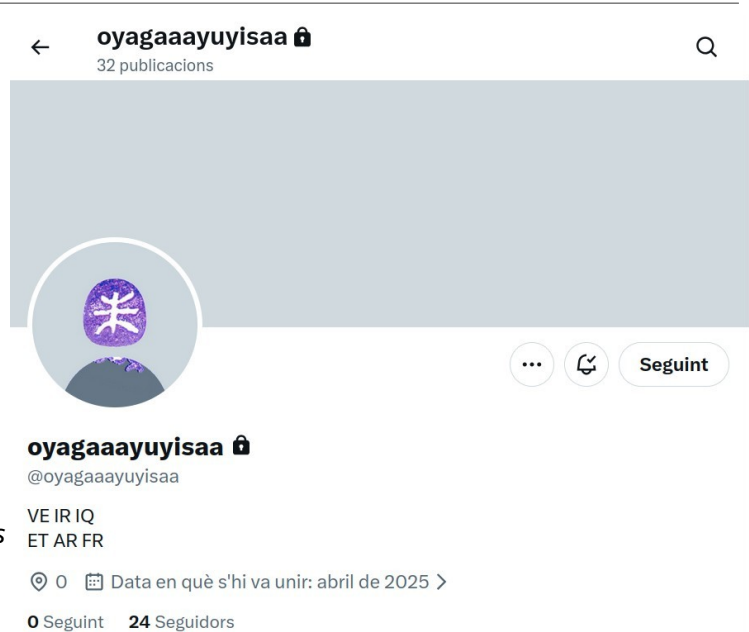 oyagaaayuyisaa
32 publicacions
Seguint
oyagaaayuyisaa
@oyagaaayuyisaa
VE IR IQ
ET AR FR
0 Data en què s'hi va unir: abril de 2025
0 Seguint 24 Seguidors